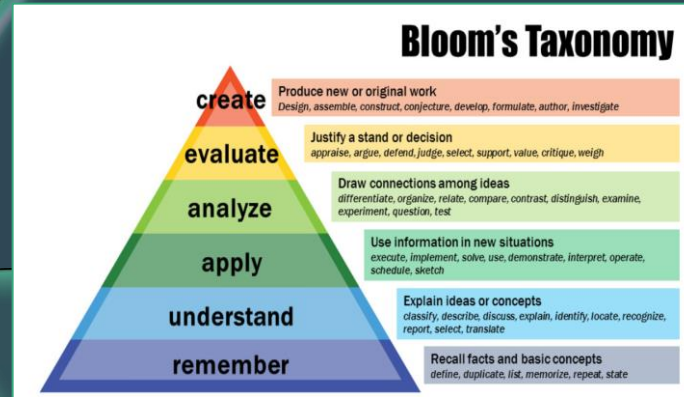 Bloom's Taxonomy
create
Produce new or original work
Design, assemble, construct, conjecture, develop, formulate, author, investigate
evaluate
Justify a stand or decision
appraise, argue, defend, judge, select, support, value, critique, weigh
analyze
Draw connections among ideas
differentiate, organize, relate, compare, contrast, distinguish, examine,
experiment, question, test
apply
Use information in new situations
execute, implement, solve, use, demonstrate, interpret, operate,
schedule, sketch
understand
Explain ideas or concepts
classify, describe, discuss, explain, identify, locate, recognize,
report, select, translate
remember
Recall facts and basic concepts
define, duplicate, list, memorize, repeat, state